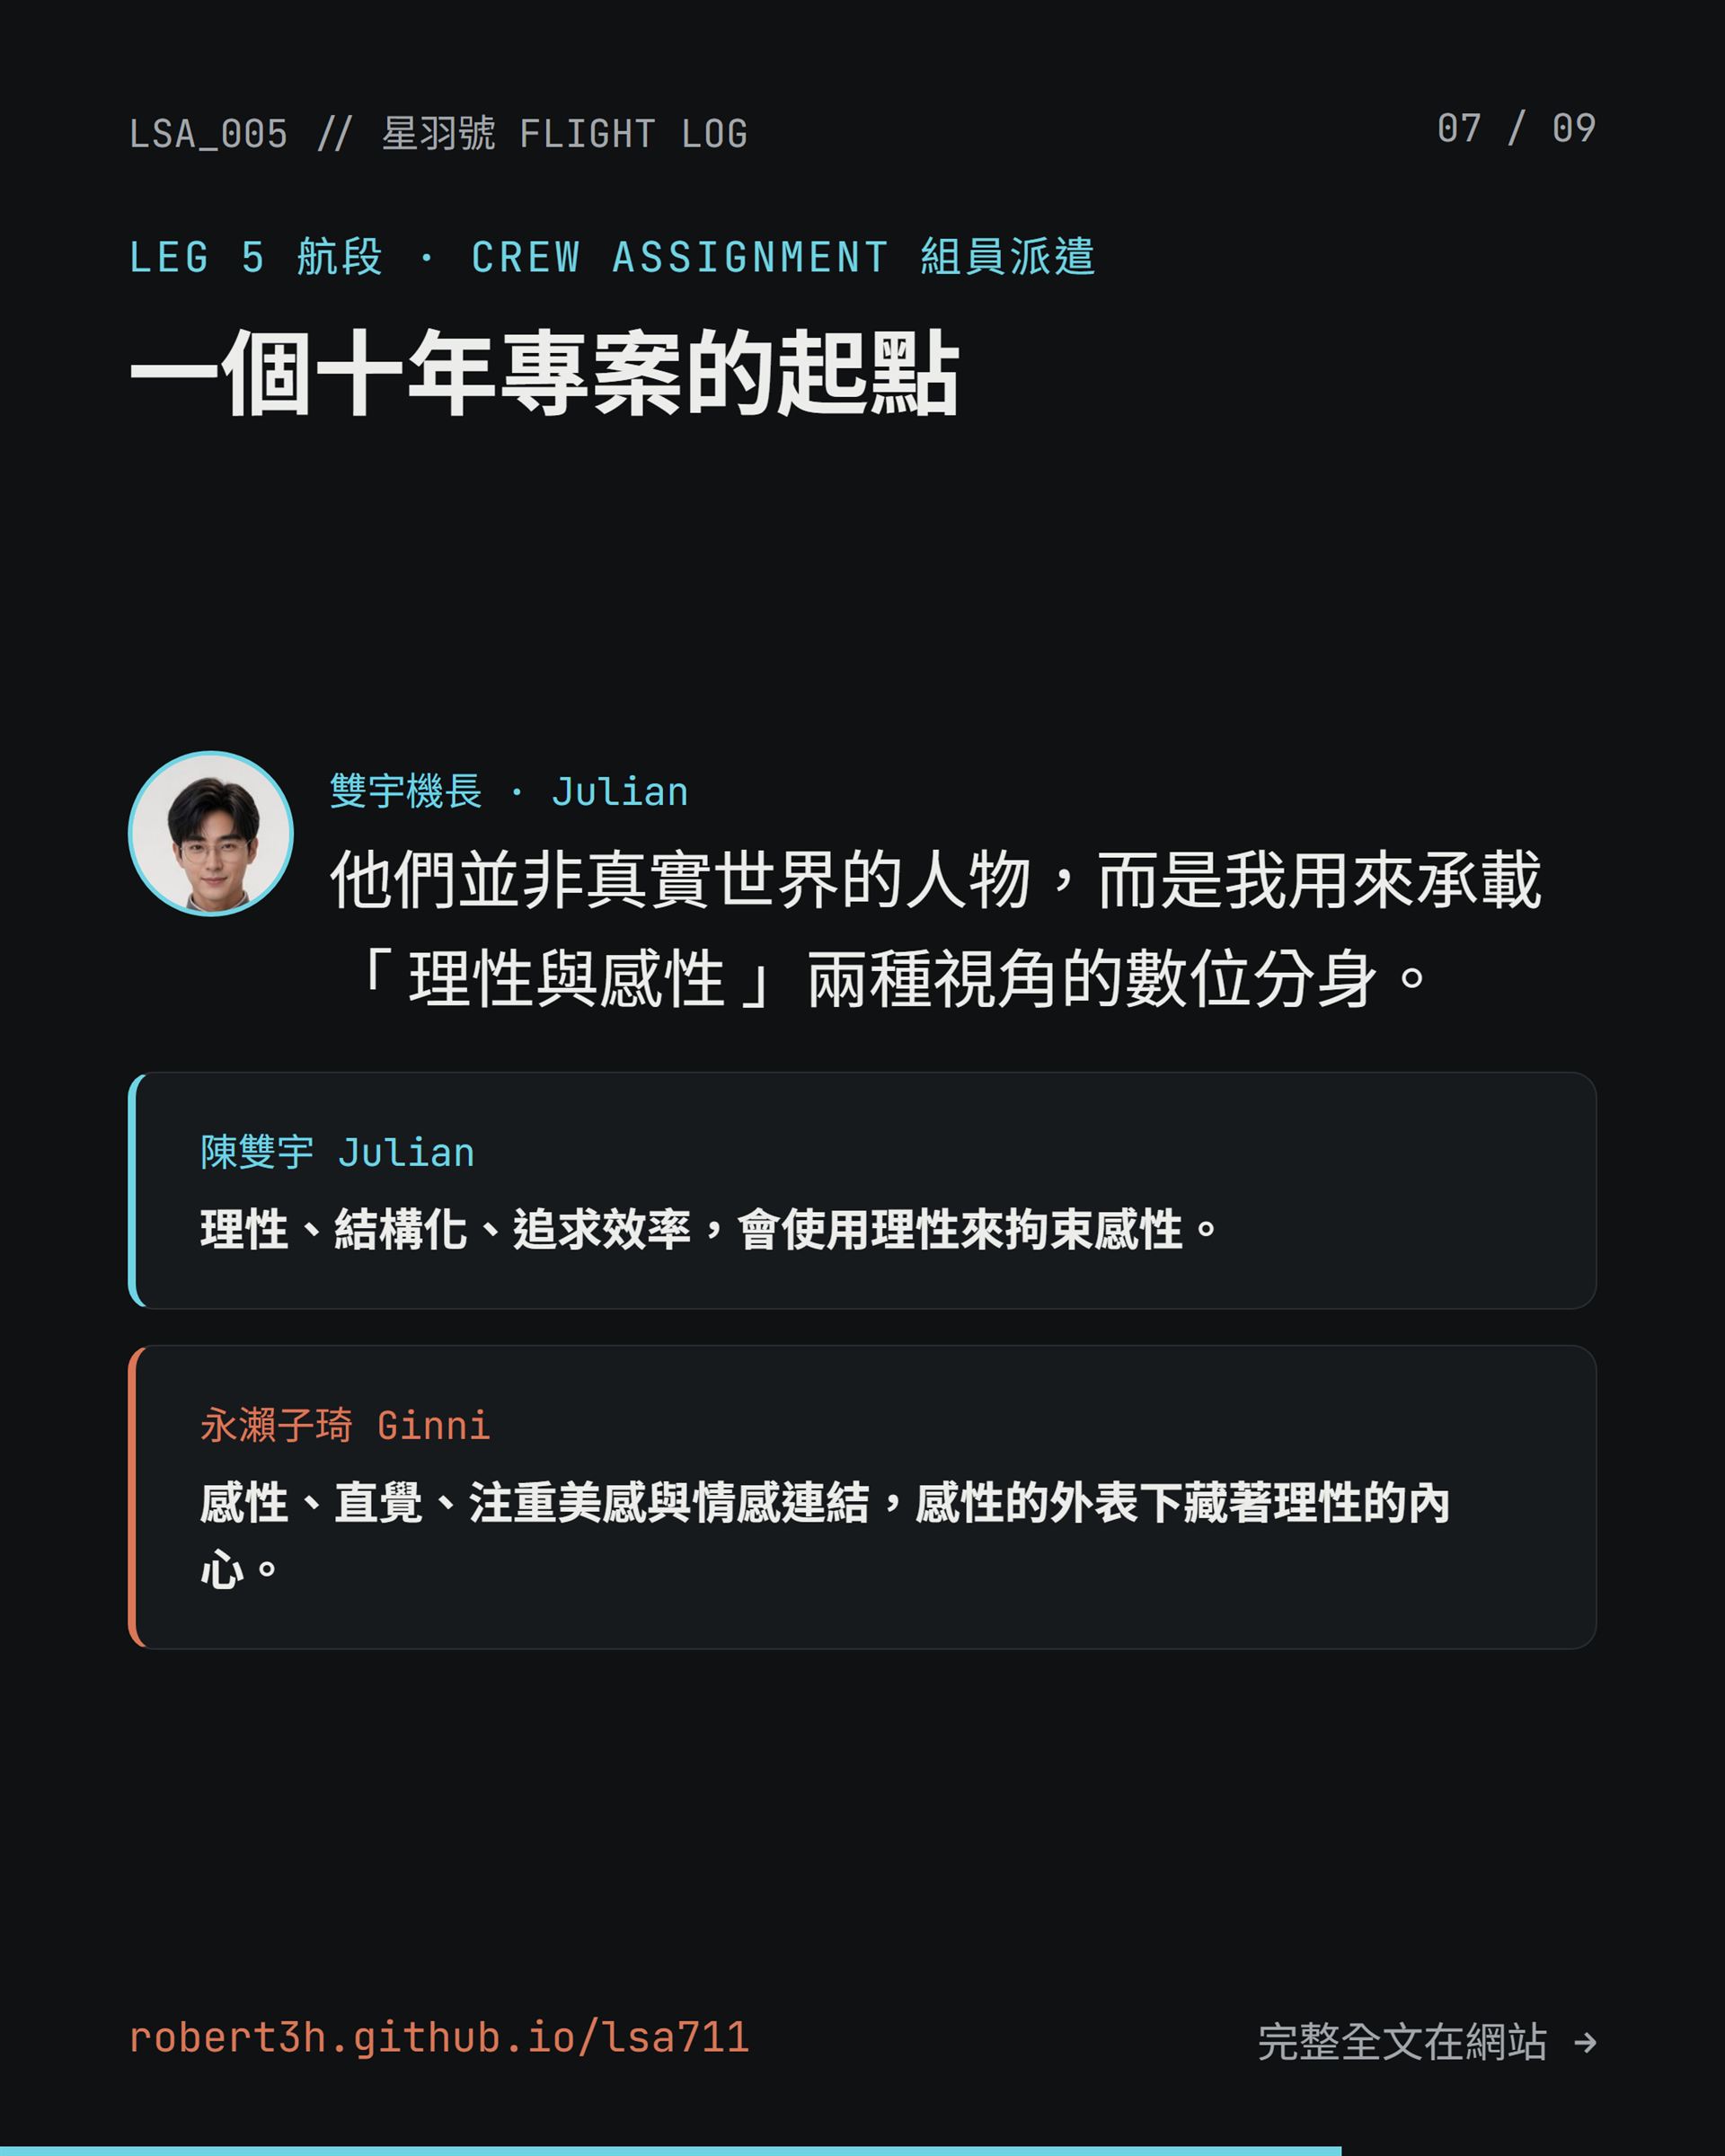 LSA_005 // 星羽號 FLIGHT LOG
07 / 09
LEG 5 航段 · CREW ASSIGNMENT 組員派遣
一個十年專案的起點
雙宇機長 · Julian
他們並非真實世界的人物，而是我用來承載
「理性與感性」兩種視角的數位分身。
陳雙宇 Julian
理性、結構化、追求效率，會使用理性來拘束感性。
永瀨子琦 Ginni
感性、直覺、注重美感與情感連結，感性的外表下藏著理性的內
心。
robert3h.github.io/lsa711
完整全文在網站 →